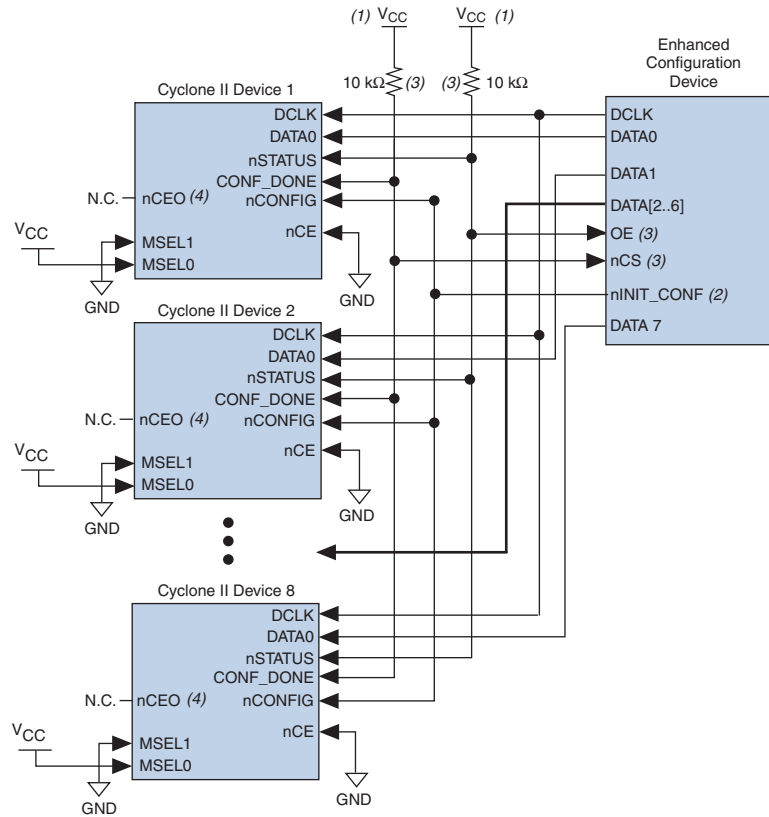 (1) VCC
VCC (1)
10 kΩ (3)
(3) 10 kΩ
Enhanced
Configuration
Device
DCLK
DATA0
DATA1
DATA[2..6]
OE (3)
nCS (3)
nINIT_CONF (2)
DATA 7
Cyclone II Device 1
DCLK
DATA0
nSTATUS
CONF_DONE
nCONFIG
nCE
N.C.
nCEO (4)
MSEL1
MSEL0
VCC
GND
GND
Cyclone II Device 2
DCLK
DATA0
nSTATUS
CONF_DONE
nCONFIG
nCE
N.C.
nCEO (4)
MSEL1
MSEL0
VCC
GND
GND
Cyclone II Device 8
DCLK
DATA0
nSTATUS
CONF_DONE
nCONFIG
nCE
N.C.
nCEO (4)
MSEL1
MSEL0
VCC
GND
GND